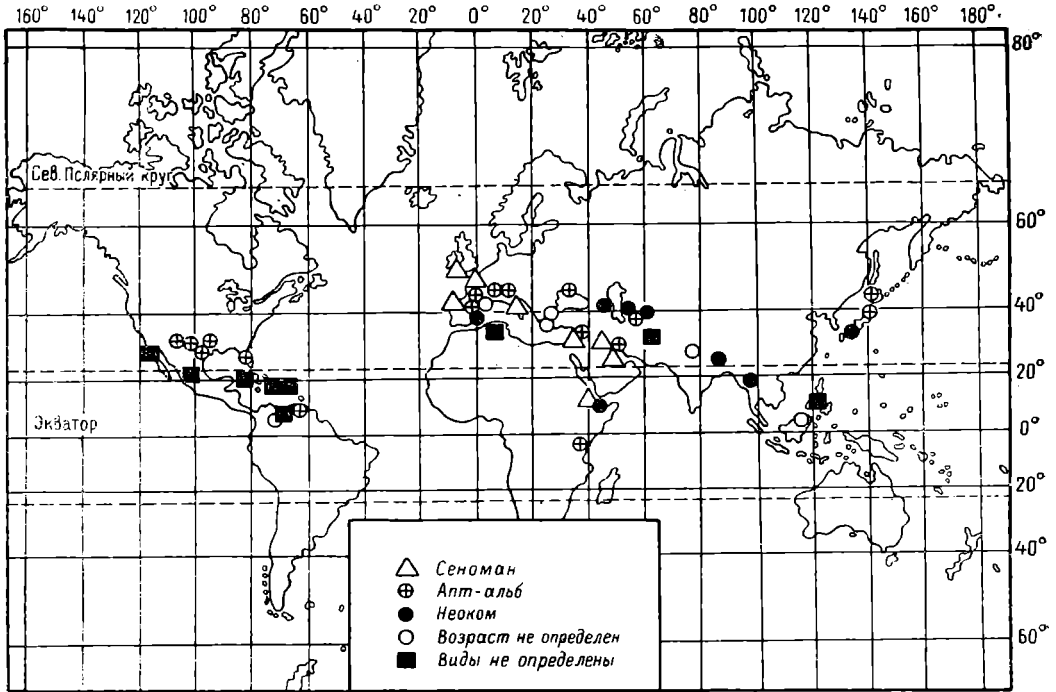 160° 140° 120° 100° 80° 60° 40° 20° 0° 20° 40° 60° 80° 100° 120° 140° 160° 180°
80°
Сев. Полярный круг
60°
40°
20°
Экватор
0°
20°
40°
60°
Сеноман
Апт-альб
Неоком
Возраст не определен
Виды не определены